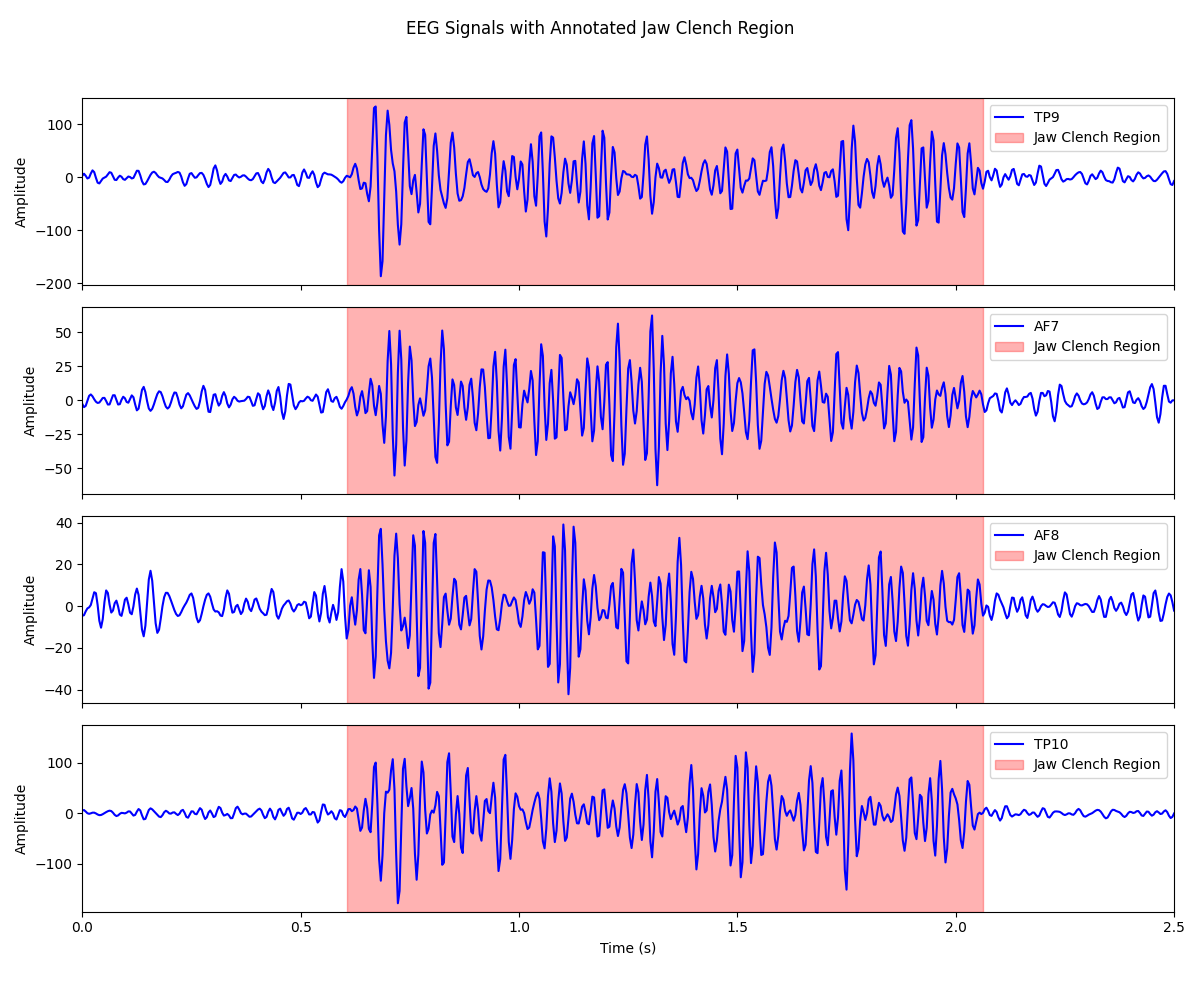 EEG Signals with Annotated Jaw Clench Region
Amplitude
100
0
−100
−200
TP9
Jaw Clench Region
Amplitude
50
25
0
−25
−50
AF7
Jaw Clench Region
Amplitude
40
20
0
−20
−40
AF8
Jaw Clench Region
Amplitude
100
0
−100
TP10
Jaw Clench Region
0.0 0.5 1.0 1.5 2.0 2.5
Time (s)